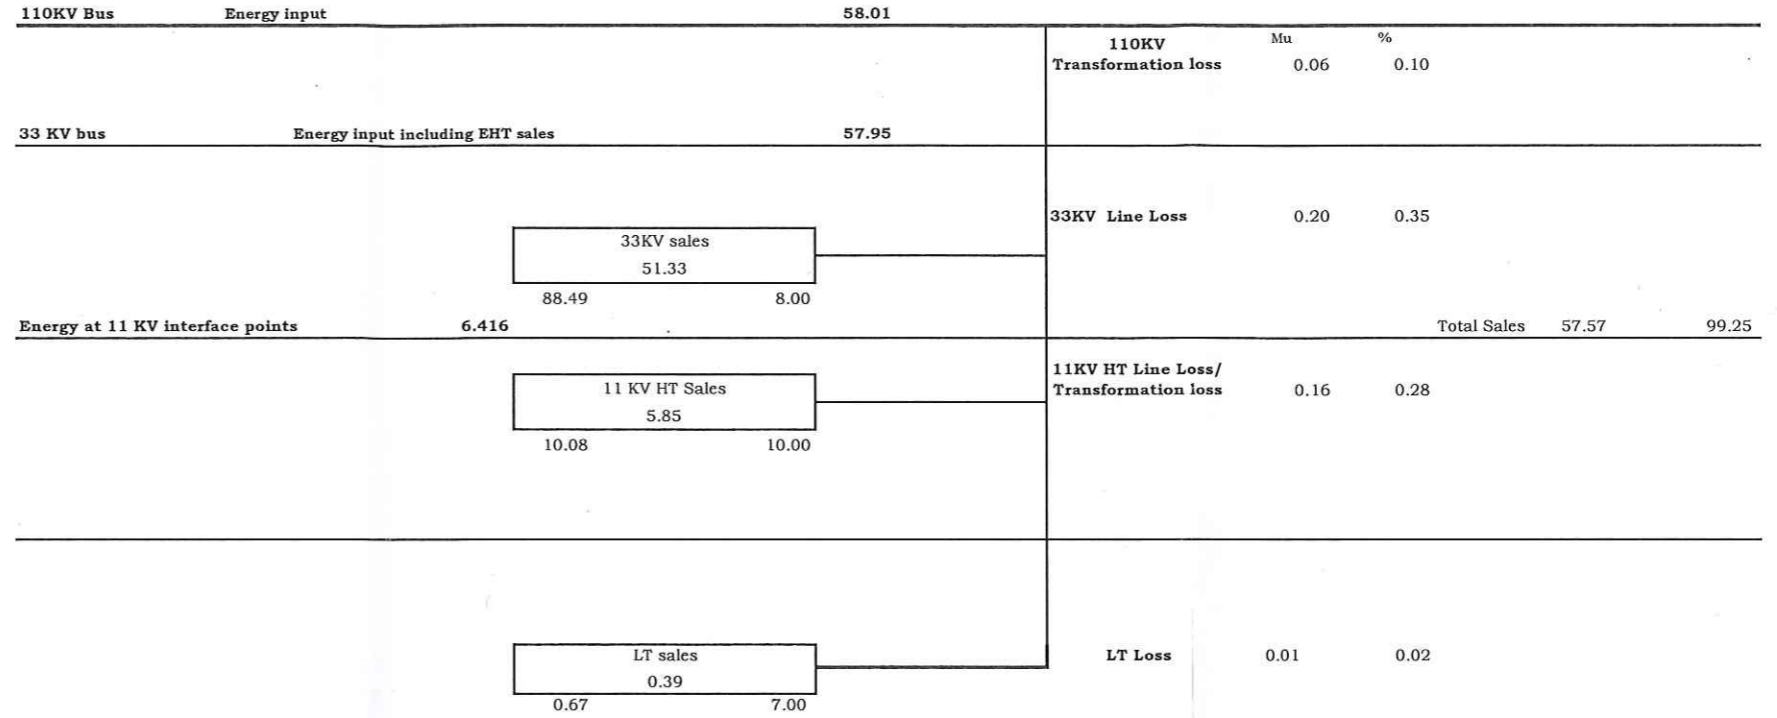 110KV Bus Energy input 58.01
110KV Mu %
Transformation loss 0.06 0.10
33 KV bus Energy input including EHT sales 57.95
33KV Line Loss 0.20 0.35
33KV sales
51.33
88.49 8.00
Energy at 11 KV interface points 6.416 Total Sales 57.57 99.25
11KV HT Line Loss/
Transformation loss 0.16 0.28
11 KV HT Sales
5.85
10.08 10.00
LT sales LT Loss 0.01 0.02
0.39
0.67 7.00